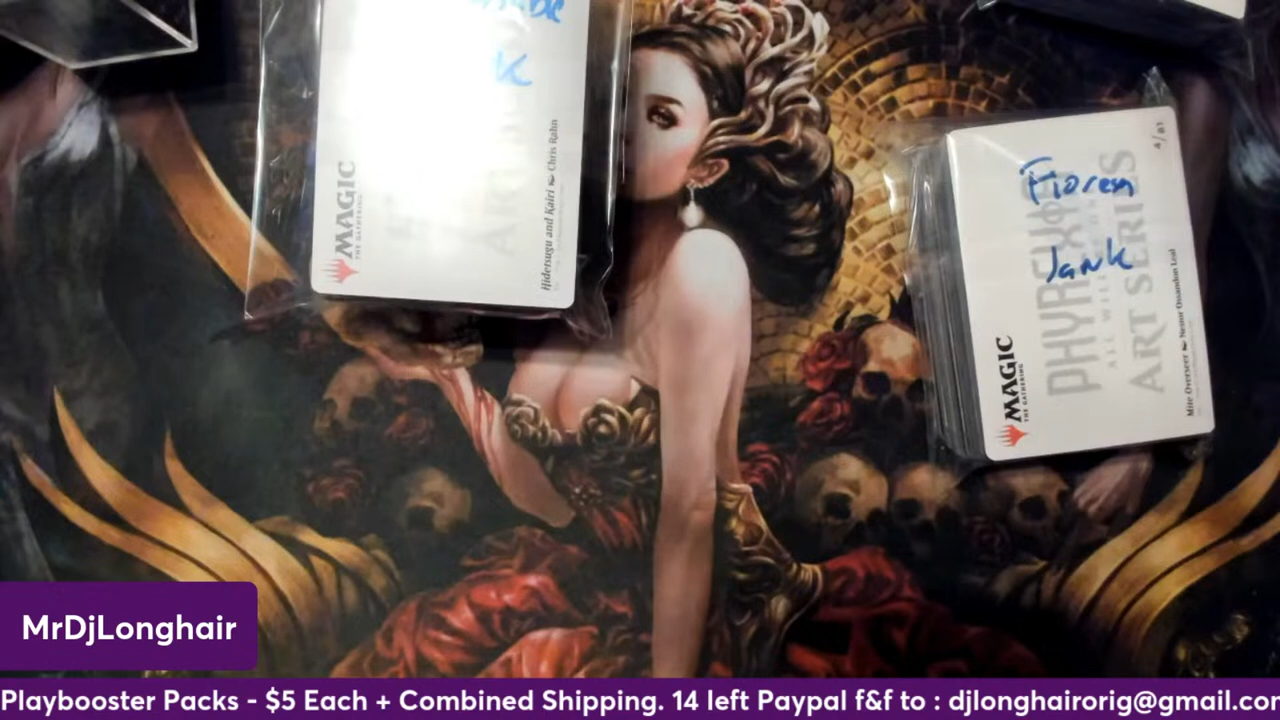 K
MAGIC
THE GATHERING
Hidetsugu and Kairi Chris Rahn
Jank
PHYREXIA
ALL WILL BE ONE
ART SERIES
4/81
MAGIC
THE GATHERING
Mite Overseer Nestor Ossandon Leal
MrDjLonghair
Playbooster Packs - $5 Each + Combined Shipping. 14 left Paypal f&f to : djlonghairorig@gmail.co